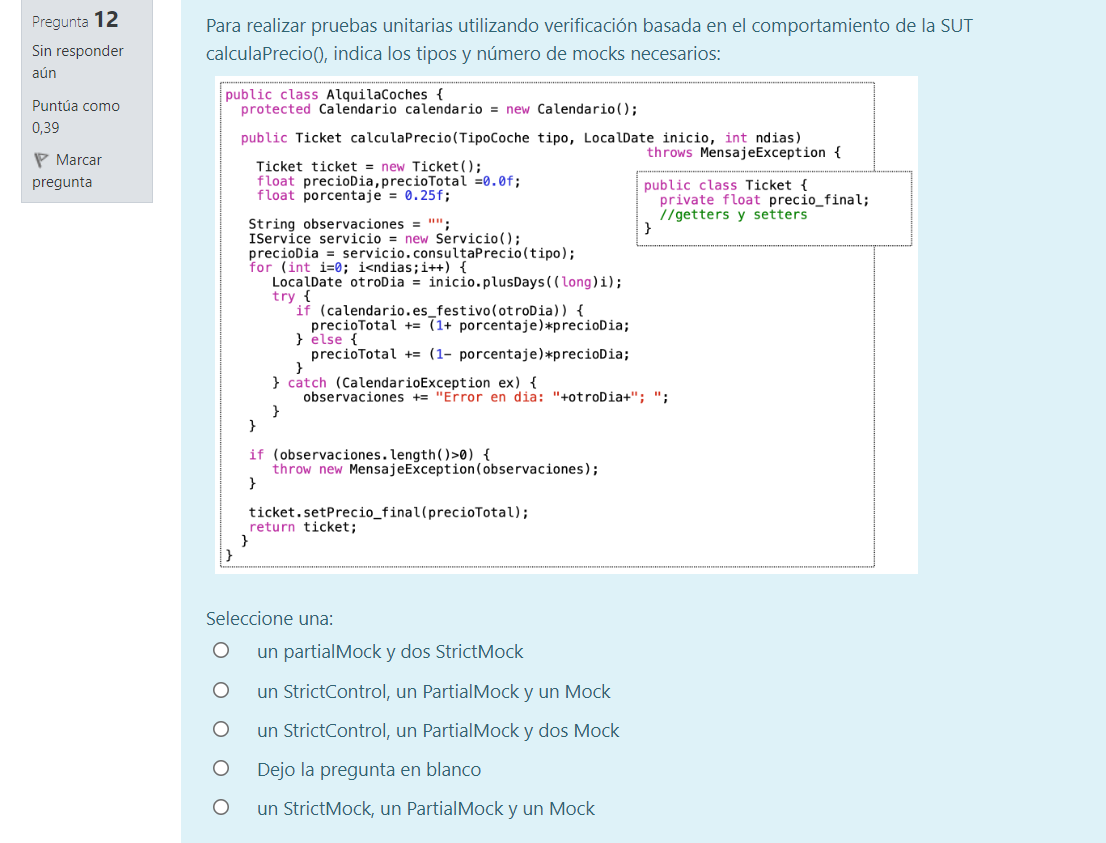 Pregunta 12
Sin responder
aún
Puntúa como
0,39
Marcar
pregunta
Para realizar pruebas unitarias utilizando verificación basada en el comportamiento de la SUT
calculaPrecio(), indica los tipos y número de mocks necesarios:
public class AlquilaCoches {
protected Calendario calendario = new Calendario();
public Ticket calculaPrecio(TipoCoche tipo, LocalDate inicio, int ndias)
throws MensajeException {
Ticket ticket = new Ticket();
float precioDia,precioTotal =0.0f;
float porcentaje = 0.25f;
String observaciones = "";
IService servicio = new Servicio();
precioDia = servicio.consultaPrecio(tipo);
for (int i=0; i<ndias;i++) {
LocalDate otroDia = inicio.plusDays((long)i);
try {
if (calendario.es_festivo(otroDia)) {
precioTotal += (1+ porcentaje)*precioDia;
} else {
precioTotal += (1- porcentaje)*precioDia;
}
} catch (CalendarioException ex) {
observaciones += "Error en dia: "+otroDia+"; ";
}
}
if (observaciones.length()>0) {
throw new MensajeException(observaciones);
}
ticket.setPrecio_final(precioTotal);
return ticket;
}
}
public class Ticket {
private float precio_final;
//getters y setters
}
Seleccione una:
un partialMock y dos StrictMock
un StrictControl, un PartialMock y un Mock
un StrictControl, un PartialMock y dos Mock
Dejo la pregunta en blanco
un StrictMock, un PartialMock y un Mock